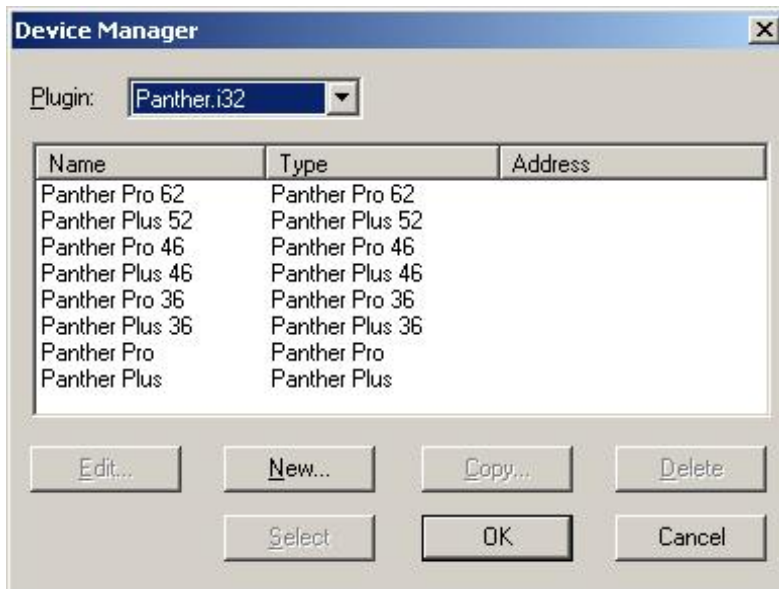 Device Manager
Plugin: Panther.i32
Name Type Address
Panther Pro 62 Panther Pro 62
Panther Plus 52 Panther Plus 52
Panther Pro 46 Panther Pro 46
Panther Plus 46 Panther Plus 46
Panther Pro 36 Panther Pro 36
Panther Plus 36 Panther Plus 36
Panther Pro Panther Pro
Panther Plus Panther Plus
Edit... New... Copy... Delete
Select OK Cancel